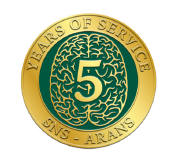 YEARS OF SERVICE
5
SNS - ARANS